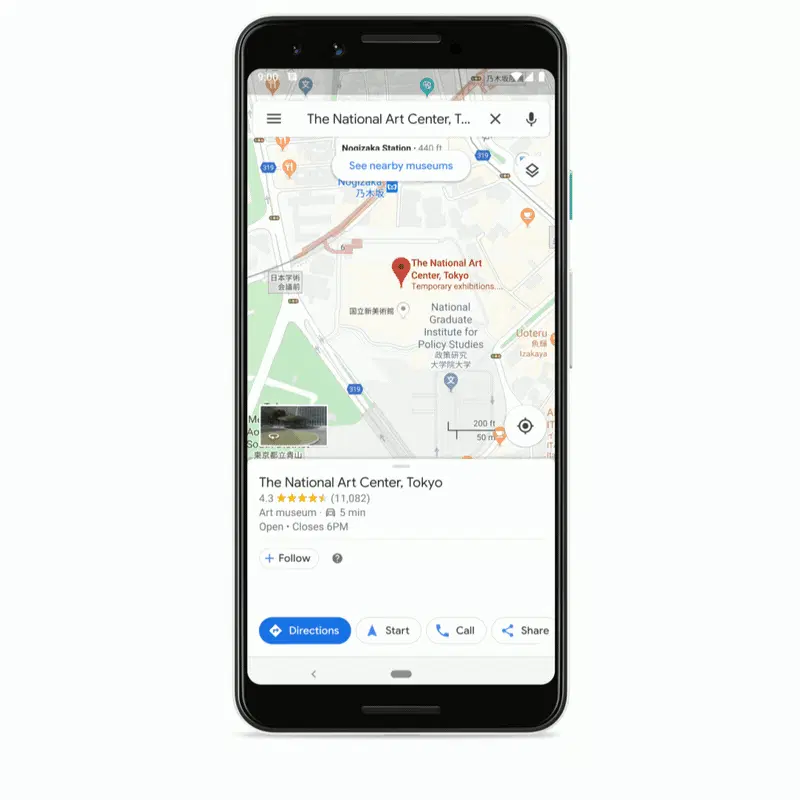 9:00
乃木坂
The National Art Center, T...
Nogizaka Station · 440 ft
See nearby museums
319
319
Nogizaka
乃木坂
6
The National Art
Center, Tokyo
Temporary exhibitions...
日本学術
会議前
国立新美術館
National
Graduate
Institute for
Policy Studies
政策研究
大学院大学
Uoteru
魚輝
Izakaya
319
200 ft
50 m
東京都立青山
The National Art Center, Tokyo
4.3 (11,082)
Art museum · 5 min
Open • Closes 6PM
+ Follow
Directions
Start
Call
Share